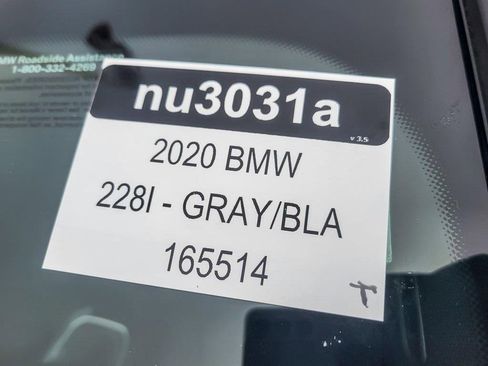 BMW Roadside Assistance
1-800-332-4269
nu3031a
v 3.5
2020 BMW
228I - GRAY/BLA
165514
T